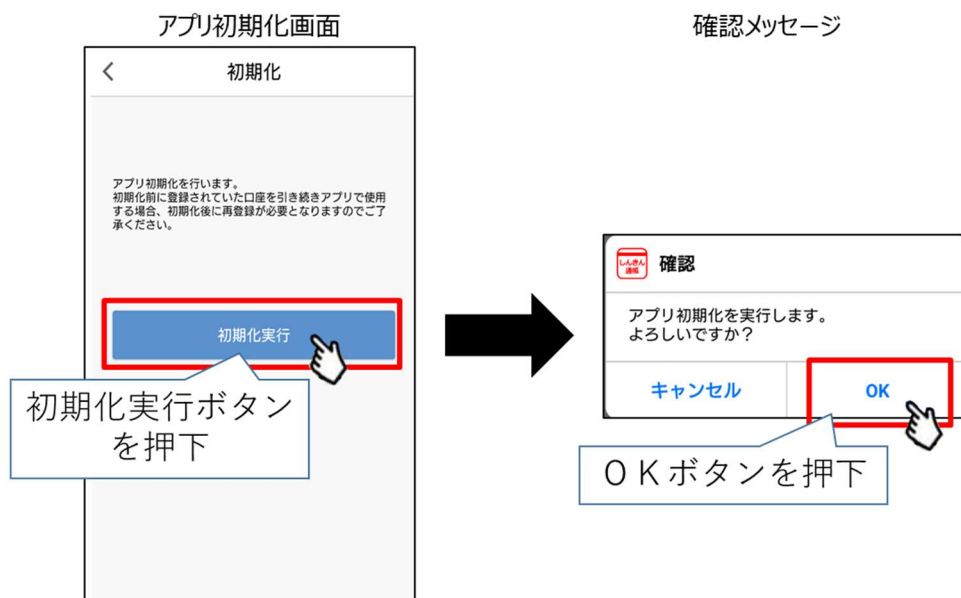 アプリ初期化画面
確認メッセージ
初期化
アプリ初期化を行います。
初期化前に登録されていた口座を引き続きアプリで使用
する場合、初期化後に再登録が必要となりますのでご了
承ください。
初期化実行
初期化実行ボタン
を押下
しんきん
通帳
確認
アプリ初期化を実行します。
よろしいですか？
キャンセル
OK
ＯＫボタンを押下